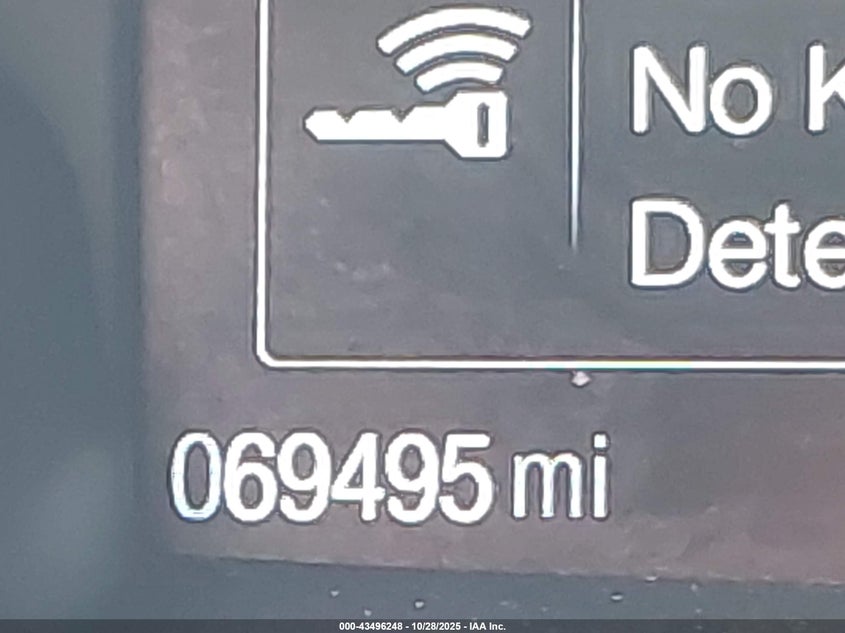 No K
Dete
069495 mi
000-43496248 - 10/28/2025 - IAA Inc.